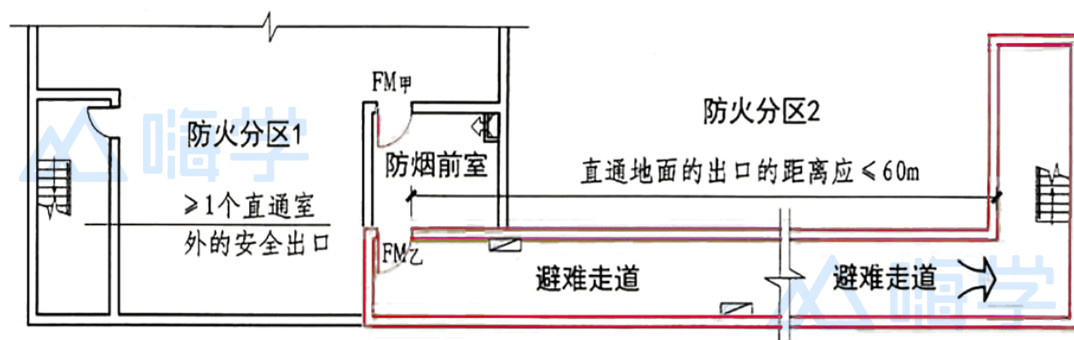 FM甲
防火分区1
防火分区2
防烟前室
直通地面的出口的距离应≤60m
≥1个直通室
外的安全出口
FM乙
避难走道
避难走道
嗨学
嗨学